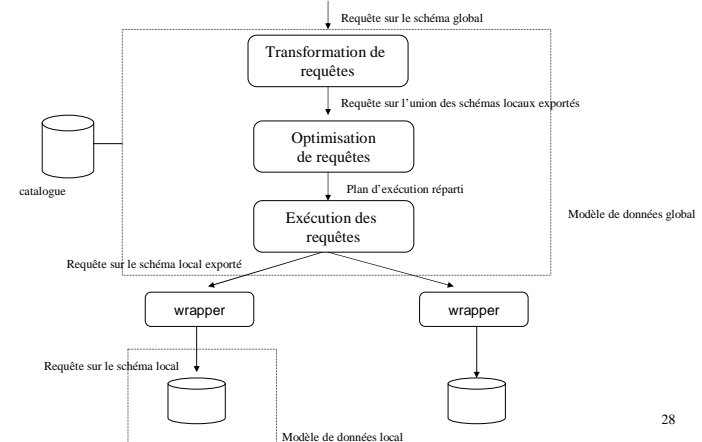 Requête sur le schéma global
Transformation de
requêtes
Requête sur l'union des schémas locaux exportés
Optimisation
de requêtes
catalogue
Plan d'exécution réparti
Exécution des
requêtes
Modèle de données global
Requête sur le schéma local exporté
wrapper
wrapper
Requête sur le schéma local
Modèle de données local
28